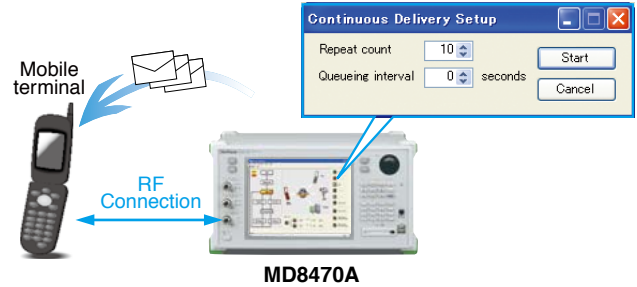 Continuous Delivery Setup
Repeat count 10
Start
Queueing interval 0 seconds
Cancel
Mobile
terminal
RF
Connection
MD8470A